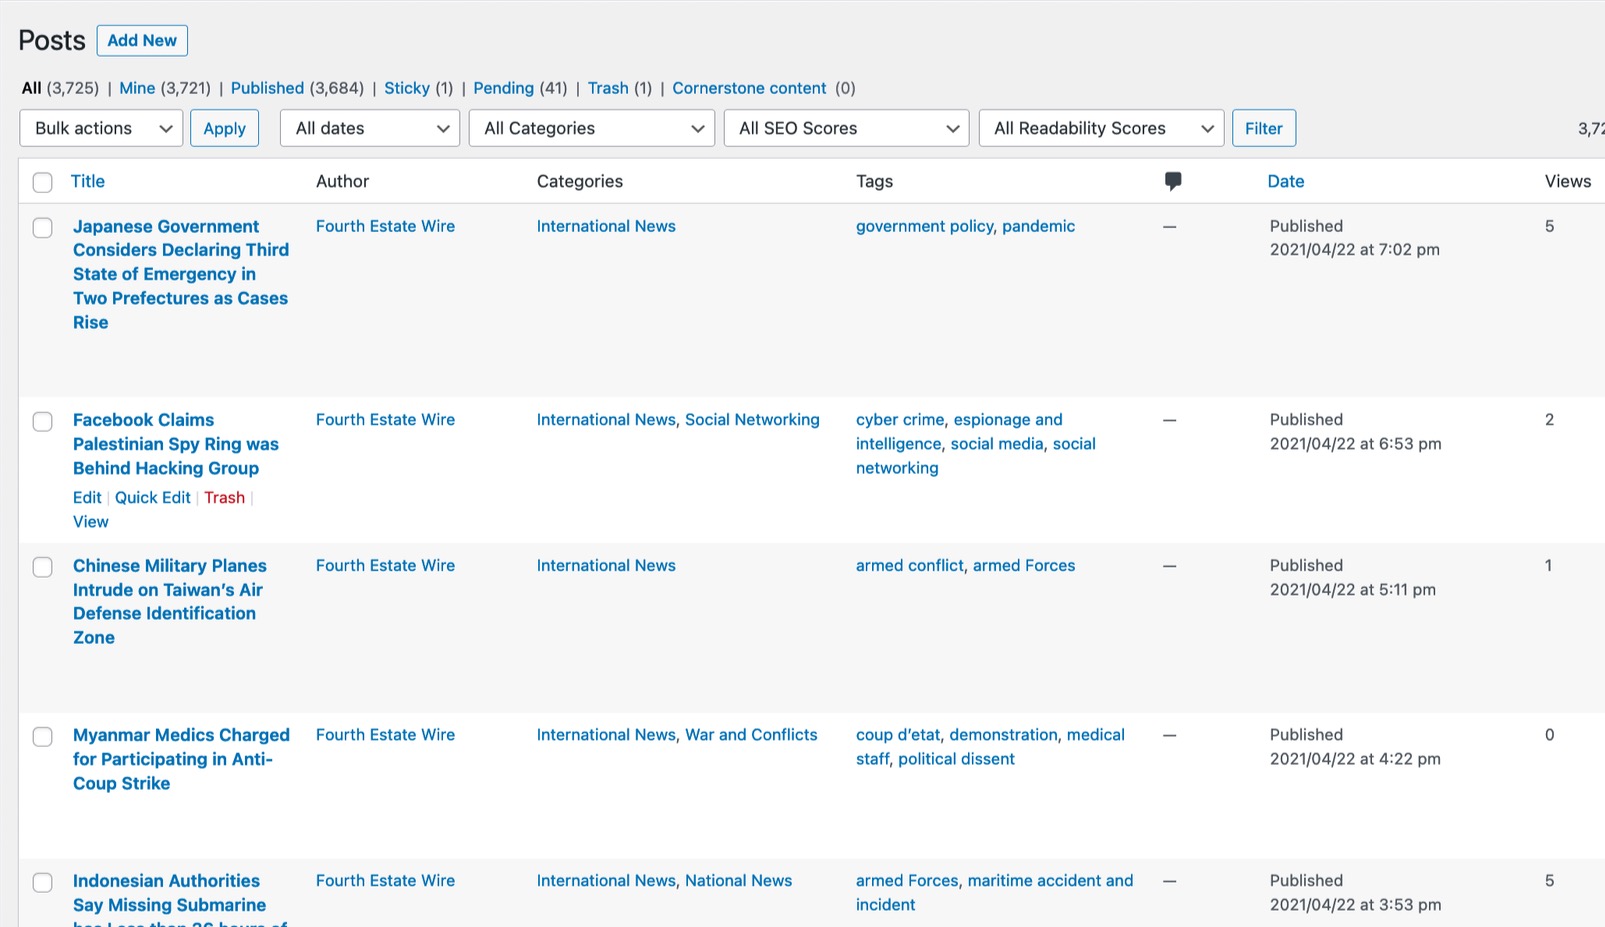 Posts Add New
All (3,725) | Mine (3,721) | Published (3,684) | Sticky (1) | Pending (41) | Trash (1) | Cornerstone content (0)
Bulk actions Apply All dates All Categories All SEO Scores All Readability Scores Filter
Title Author Categories Tags Date Views
Japanese Government Fourth Estate Wire International News government policy, pandemic — Published 5
Considers Declaring Third 2021/04/22 at 7:02 pm
State of Emergency in
Two Prefectures as Cases
Rise
Facebook Claims Fourth Estate Wire International News, Social Networking cyber crime, espionage and — Published 2
Palestinian Spy Ring was intelligence, social media, social 2021/04/22 at 6:53 pm
Behind Hacking Group networking
Edit | Quick Edit | Trash |
View
Chinese Military Planes Fourth Estate Wire International News armed conflict, armed Forces — Published 1
Intrude on Taiwan’s Air 2021/04/22 at 5:11 pm
Defense Identification
Zone
Myanmar Medics Charged Fourth Estate Wire International News, War and Conflicts coup d’etat, demonstration, medical — Published 0
for Participating in Anti- staff, political dissent 2021/04/22 at 4:22 pm
Coup Strike
Indonesian Authorities Fourth Estate Wire International News, National News armed Forces, maritime accident and — Published 5
Say Missing Submarine incident 2021/04/22 at 3:53 pm